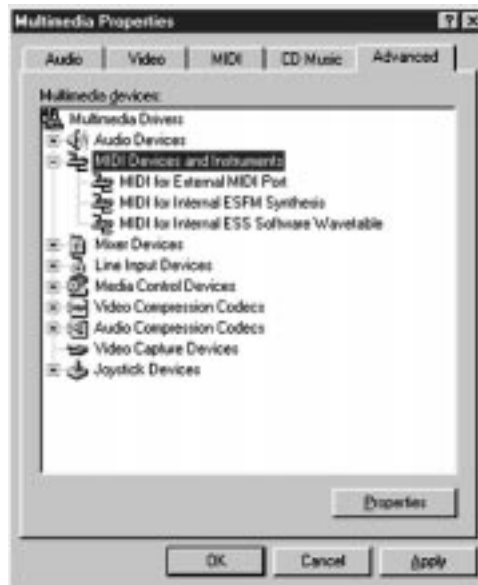 Multimedia Properties
Audio Video MIDI CD Music Advanced
Multimedia devices:
Multimedia Drivers
Audio Devices
MIDI Devices and Instruments
MIDI for External MIDI Port
MIDI for Internal ESFM Synthesis
MIDI for Internal ESS Software Wavetable
Mixer Devices
Line Input Devices
Media Control Devices
Video Compression Codecs
Audio Compression Codecs
Video Capture Devices
Joystick Devices
Properties
OK Cancel Apply